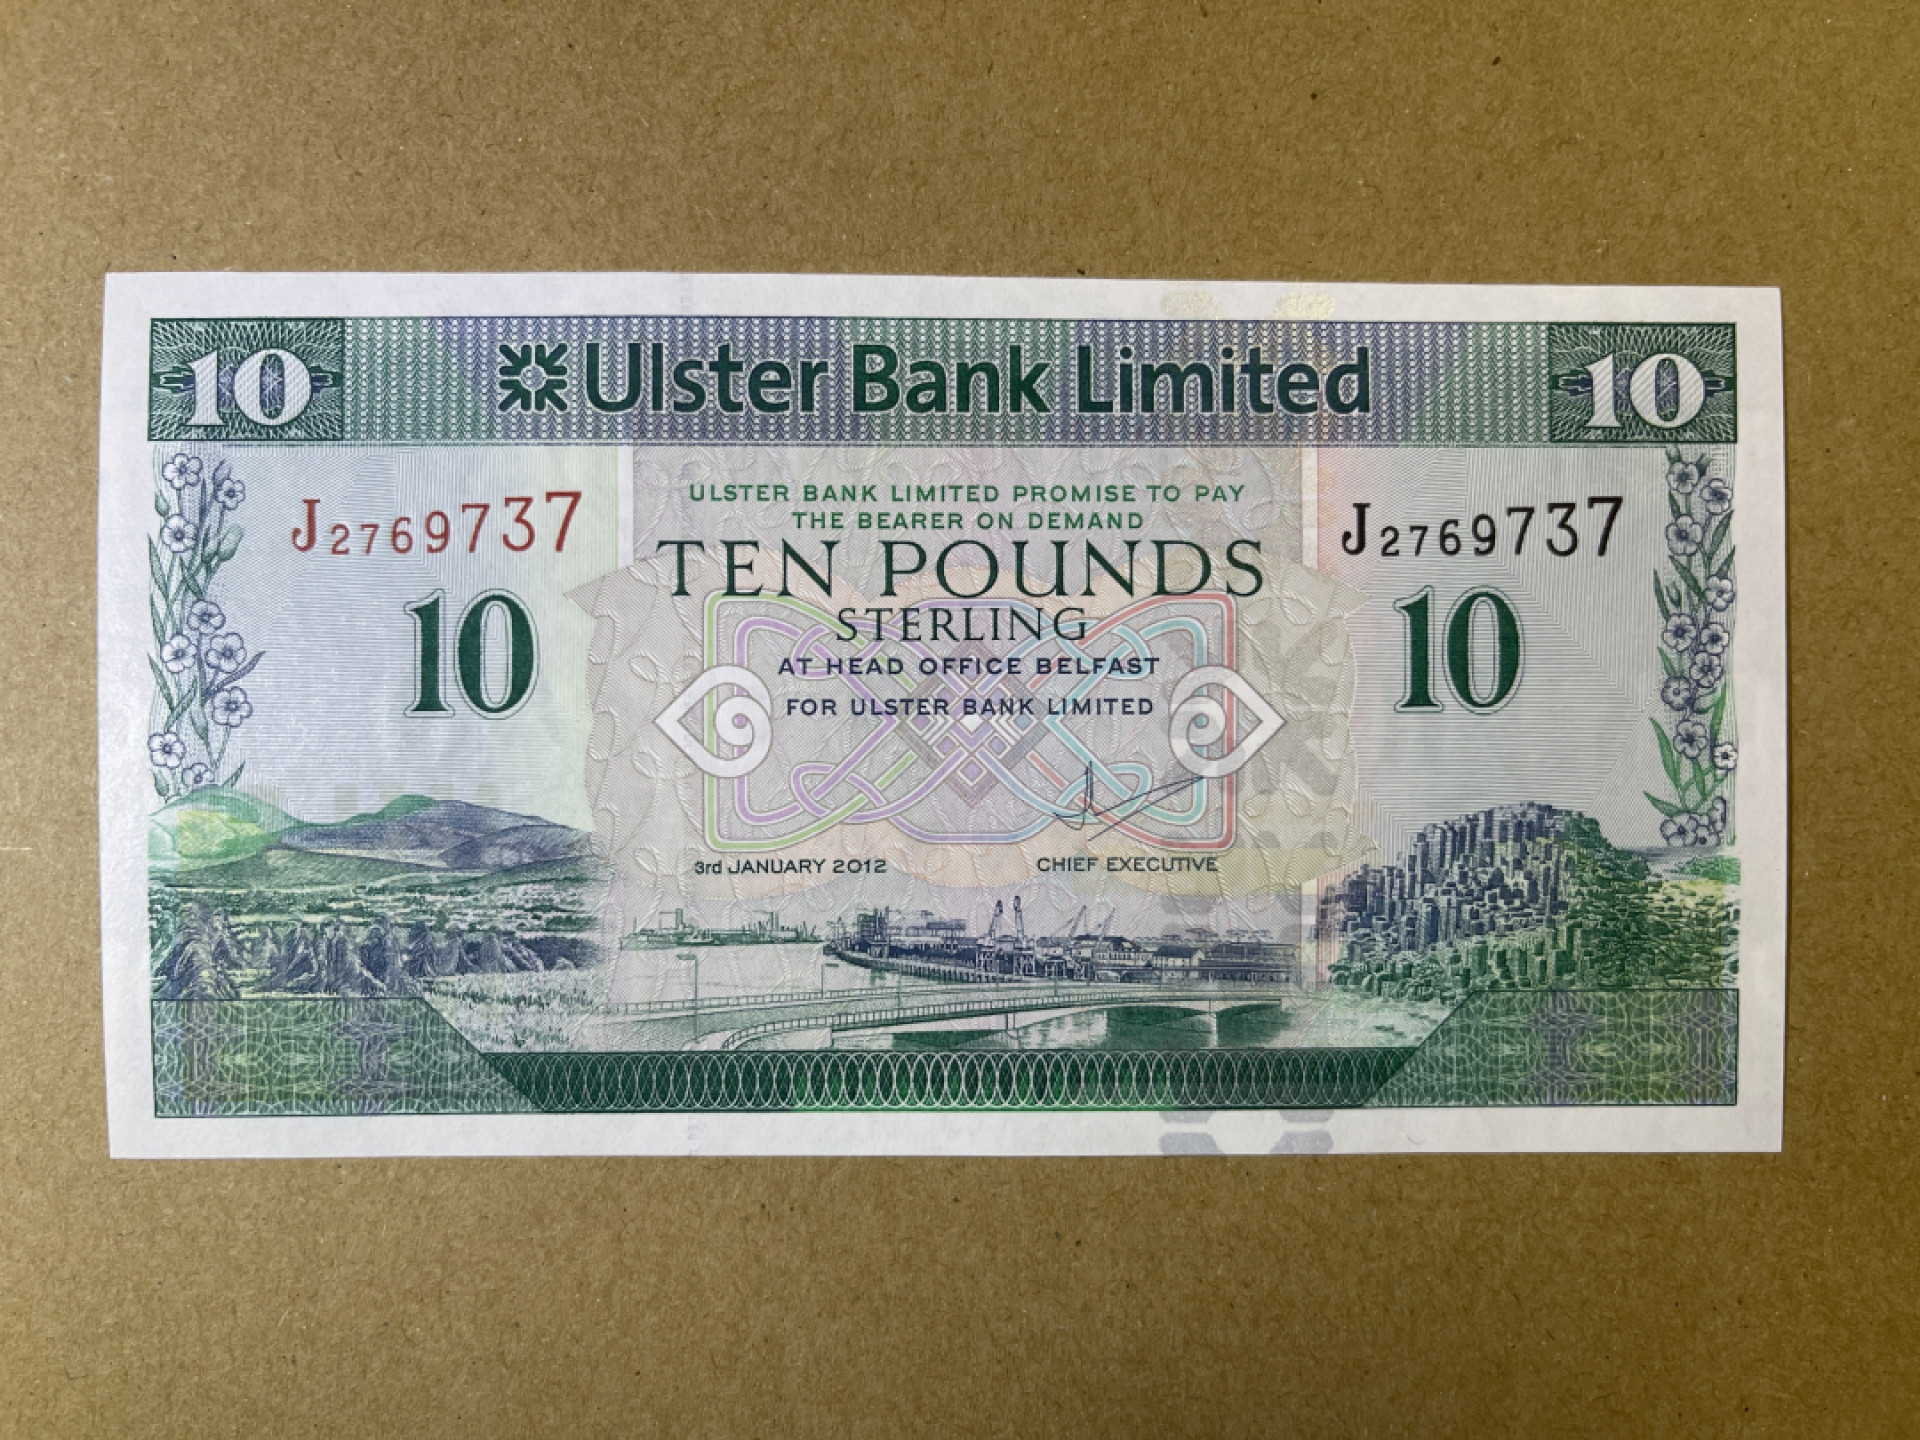 10 Ulster Bank Limited 10
ULSTER BANK LIMITED PROMISE TO PAY
THE BEARER ON DEMAND
J2769737 TEN POUNDS J2769737
STERLING
10 10
AT HEAD OFFICE BELFAST
FOR ULSTER BANK LIMITED
3rd JANUARY 2012 CHIEF EXECUTIVE